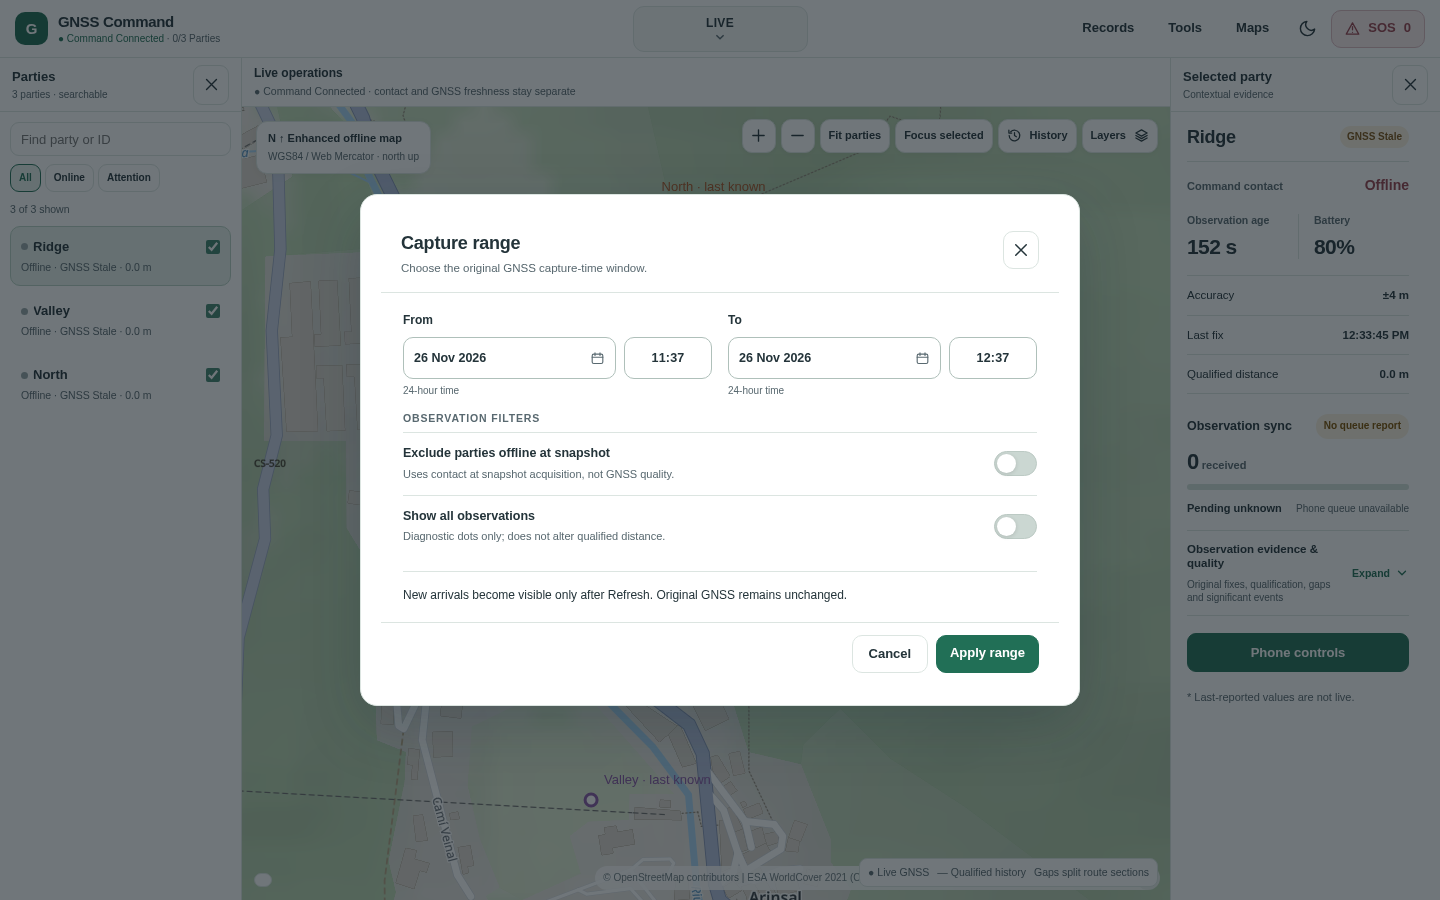 G
GNSS Command
● Command Connected · 0/3 Parties
LIVE
Records
Tools
Maps
SOS 0
Parties
3 parties · searchable
Find party or ID
All
Online
Attention
3 of 3 shown
Ridge
Offline · GNSS Stale · 0.0 m
Valley
Offline · GNSS Stale · 0.0 m
North
Offline · GNSS Stale · 0.0 m
Live operations
● Command Connected · contact and GNSS freshness stay separate
N ↑ Enhanced offline map
WGS84 / Web Mercator · north up
Fit parties
Focus selected
History
Layers
North · last known
CS-520
Capture range
Choose the original GNSS capture-time window.
From
To
26 Nov 2026
11:37
26 Nov 2026
12:37
24-hour time
24-hour time
OBSERVATION FILTERS
Exclude parties offline at snapshot
Uses contact at snapshot acquisition, not GNSS quality.
Show all observations
Diagnostic dots only; does not alter qualified distance.
New arrivals become visible only after Refresh. Original GNSS remains unchanged.
Cancel
Apply range
Valley · last known
Camí Veïnal
© OpenStreetMap contributors | ESA WorldCover 2021 (C
● Live GNSS
— Qualified history
Gaps split route sections
Arinsal
Selected party
Contextual evidence
Ridge
GNSS Stale
Command contact
Offline
Observation age
Battery
152 s
80%
Accuracy
±4 m
Last fix
12:33:45 PM
Qualified distance
0.0 m
Observation sync
No queue report
0 received
Pending unknown
Phone queue unavailable
Observation evidence &
quality
Original fixes, qualification, gaps
and significant events
Expand
Phone controls
* Last-reported values are not live.